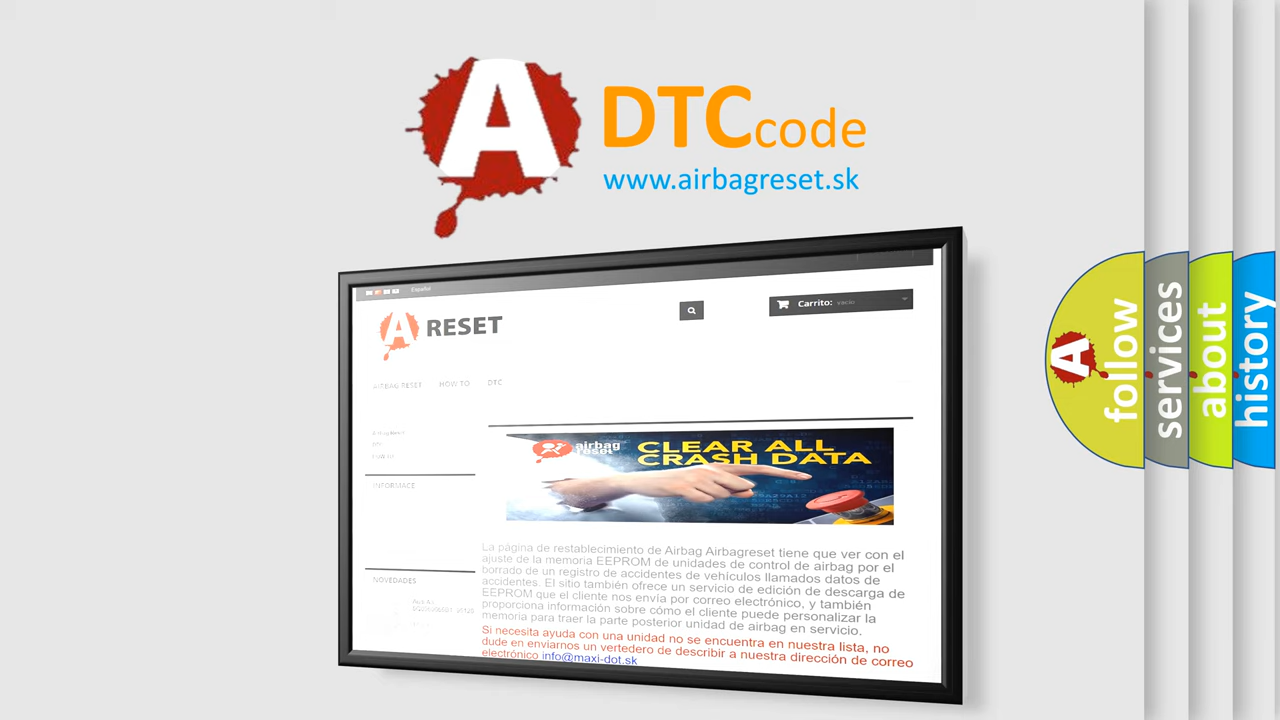 A
DTCcode
www.airbagreset.sk
Español
A RESET
Carrito: vacío
AIRBAG RESET HOW TO DTC
INFORMACE
airbag
reset
CLEAR ALL
CRASH DATA
La página de restablecimiento de Airbag Airbagreset tiene que ver con el
ajuste de la memoria EEPROM de unidades de control de airbag por el
borrado de un registro de accidentes de vehículos llamados datos de
accidentes. El sitio también ofrece un servicio de edición de descarga de
EEPROM que el cliente nos envía por correo electrónico, y también
proporciona información sobre cómo el cliente puede personalizar la
memoria para traer la parte posterior unidad de airbag en servicio.
Si necesita ayuda con una unidad no se encuentra en nuestra lista, no
dude en enviarnos un vertedero de describir a nuestra dirección de correo
electrónico info@maxi-dot.sk
NOVEDADES
A
follow
services
about
history